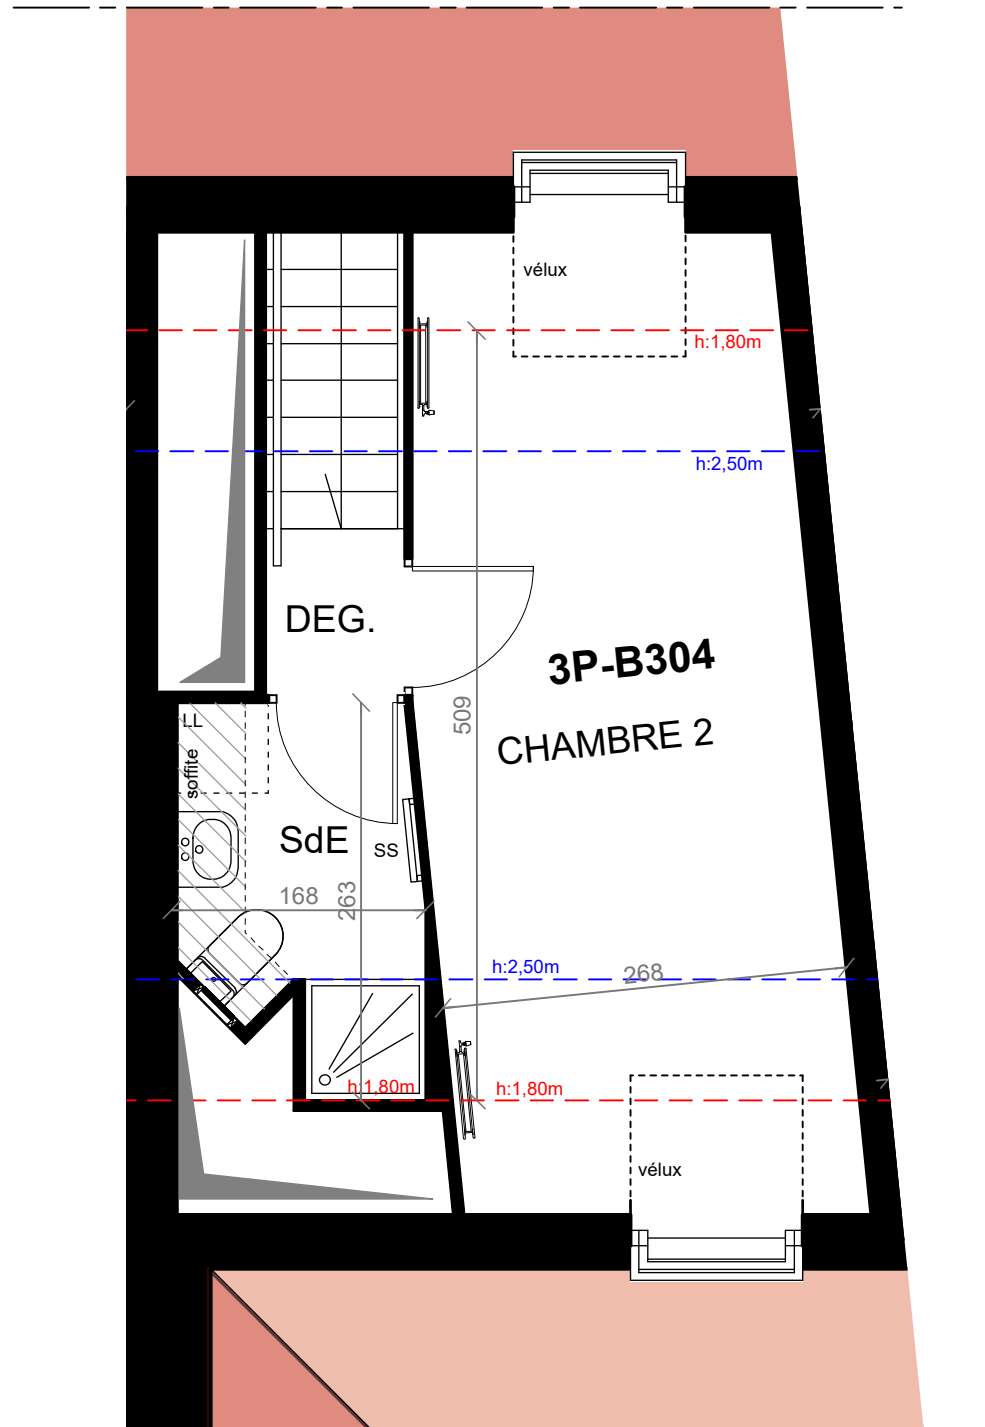 vélux
h:1,80m
h:2,50m
DEG.
3P-B304
509
CHAMBRE 2
LL
soffite
SdE
SS
168
263
h:2,50m
268
h:1,80m
h:1,80m
vélux